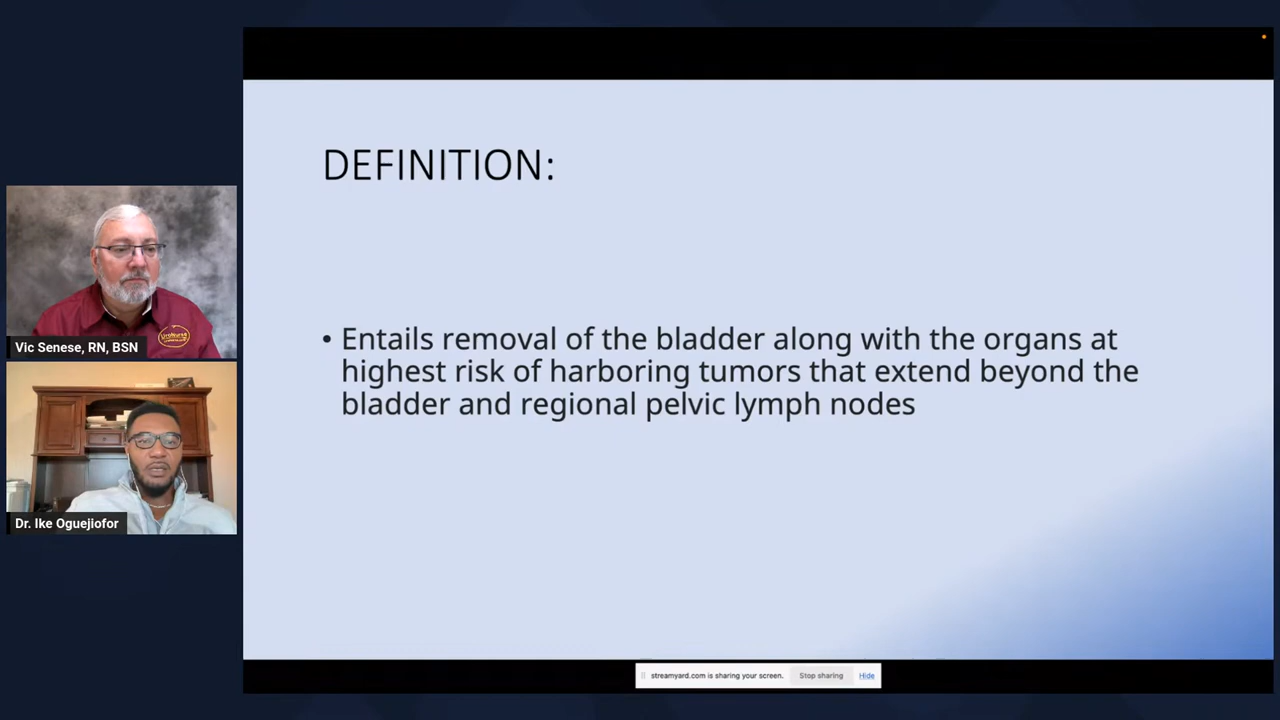 DEFINITION:
• Entails removal of the bladder along with the organs at
highest risk of harboring tumors that extend beyond the
bladder and regional pelvic lymph nodes
Vic Senese, RN, BSN
Dr. Ike Oguejiofor
streamyard.com is sharing your screen.
Stop sharing
Hide